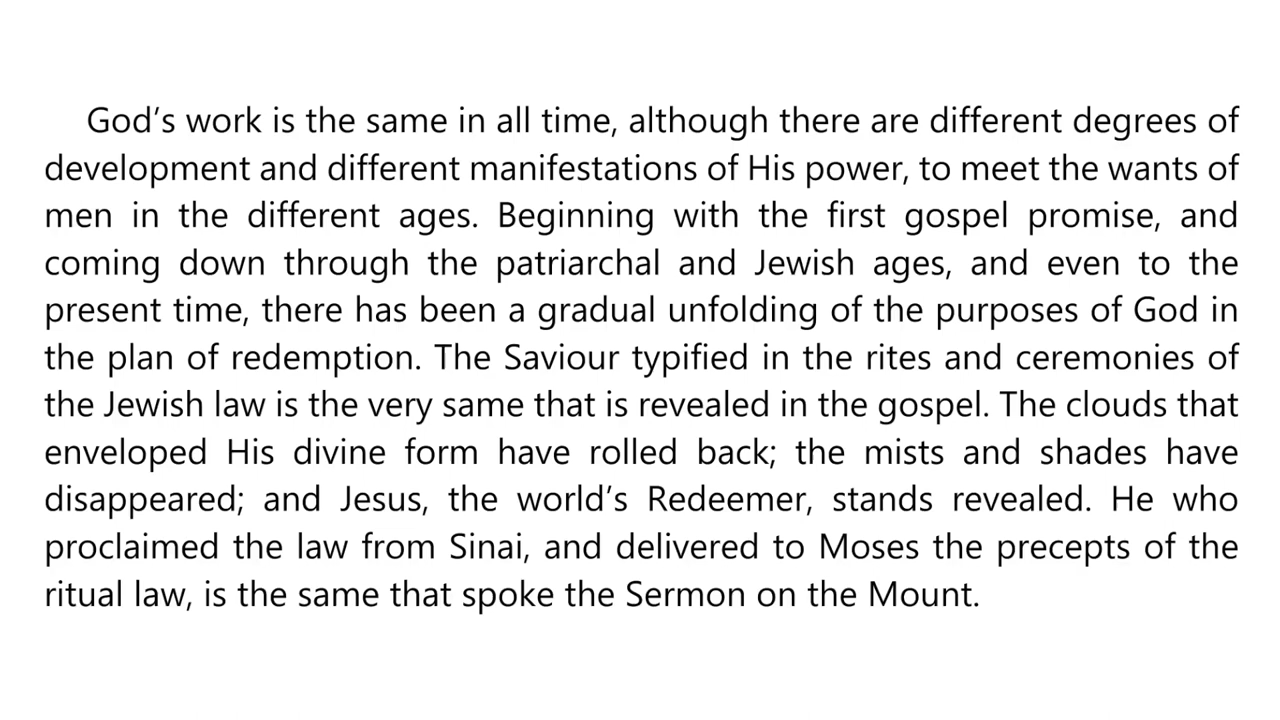 God’s work is the same in all time, although there are different degrees of
development and different manifestations of His power, to meet the wants of
men in the different ages. Beginning with the first gospel promise, and
coming down through the patriarchal and Jewish ages, and even to the
present time, there has been a gradual unfolding of the purposes of God in
the plan of redemption. The Saviour typified in the rites and ceremonies of
the Jewish law is the very same that is revealed in the gospel. The clouds that
enveloped His divine form have rolled back; the mists and shades have
disappeared; and Jesus, the world’s Redeemer, stands revealed. He who
proclaimed the law from Sinai, and delivered to Moses the precepts of the
ritual law, is the same that spoke the Sermon on the Mount.